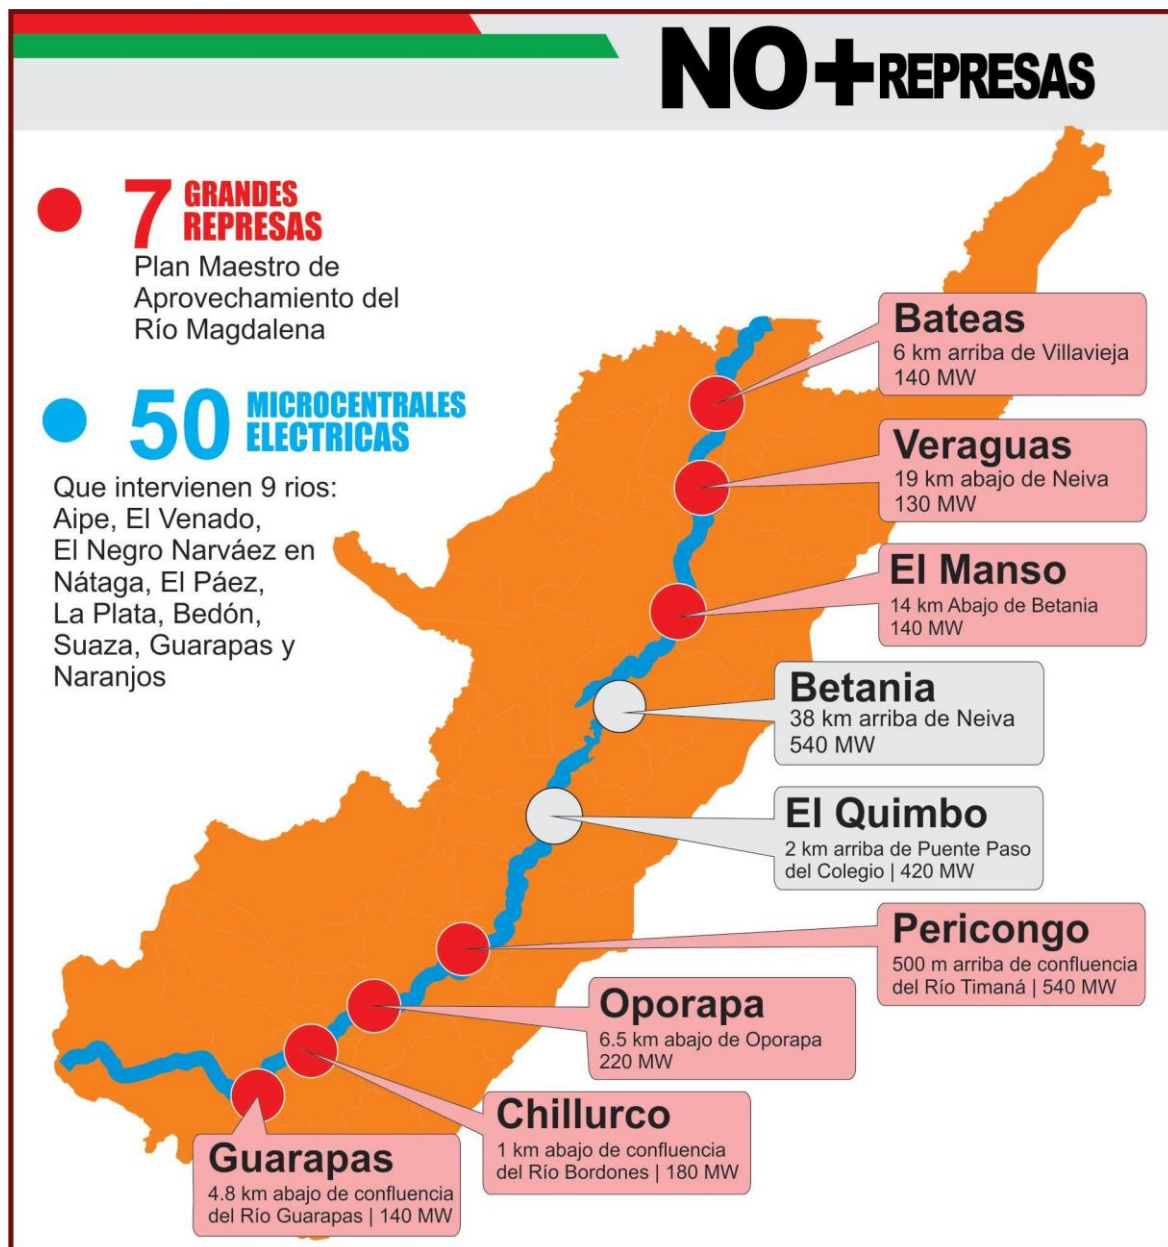 NO+REPRESAS
7 GRANDES
REPRESAS
Plan Maestro de
Aprovechamiento del
Río Magdalena
50 MICROCENTRALES
ELECTRICAS
Que intervienen 9 rios:
Aipe, El Venado,
El Negro Narváez en
Nátaga, El Páez,
La Plata, Bedón,
Suaza, Guarapas y
Naranjos
Bateas
6 km arriba de Villavieja
140 MW
Veraguas
19 km abajo de Neiva
130 MW
El Manso
14 km Abajo de Betania
140 MW
Betania
38 km arriba de Neiva
540 MW
El Quimbo
2 km arriba de Puente Paso
del Colegio | 420 MW
Pericongo
500 m arriba de confluencia
del Río Timaná | 540 MW
Oporapa
6.5 km abajo de Oporapa
220 MW
Chillurco
1 km abajo de confluencia
del Río Bordones | 180 MW
Guarapas
4.8 km abajo de confluencia
del Río Guarapas | 140 MW